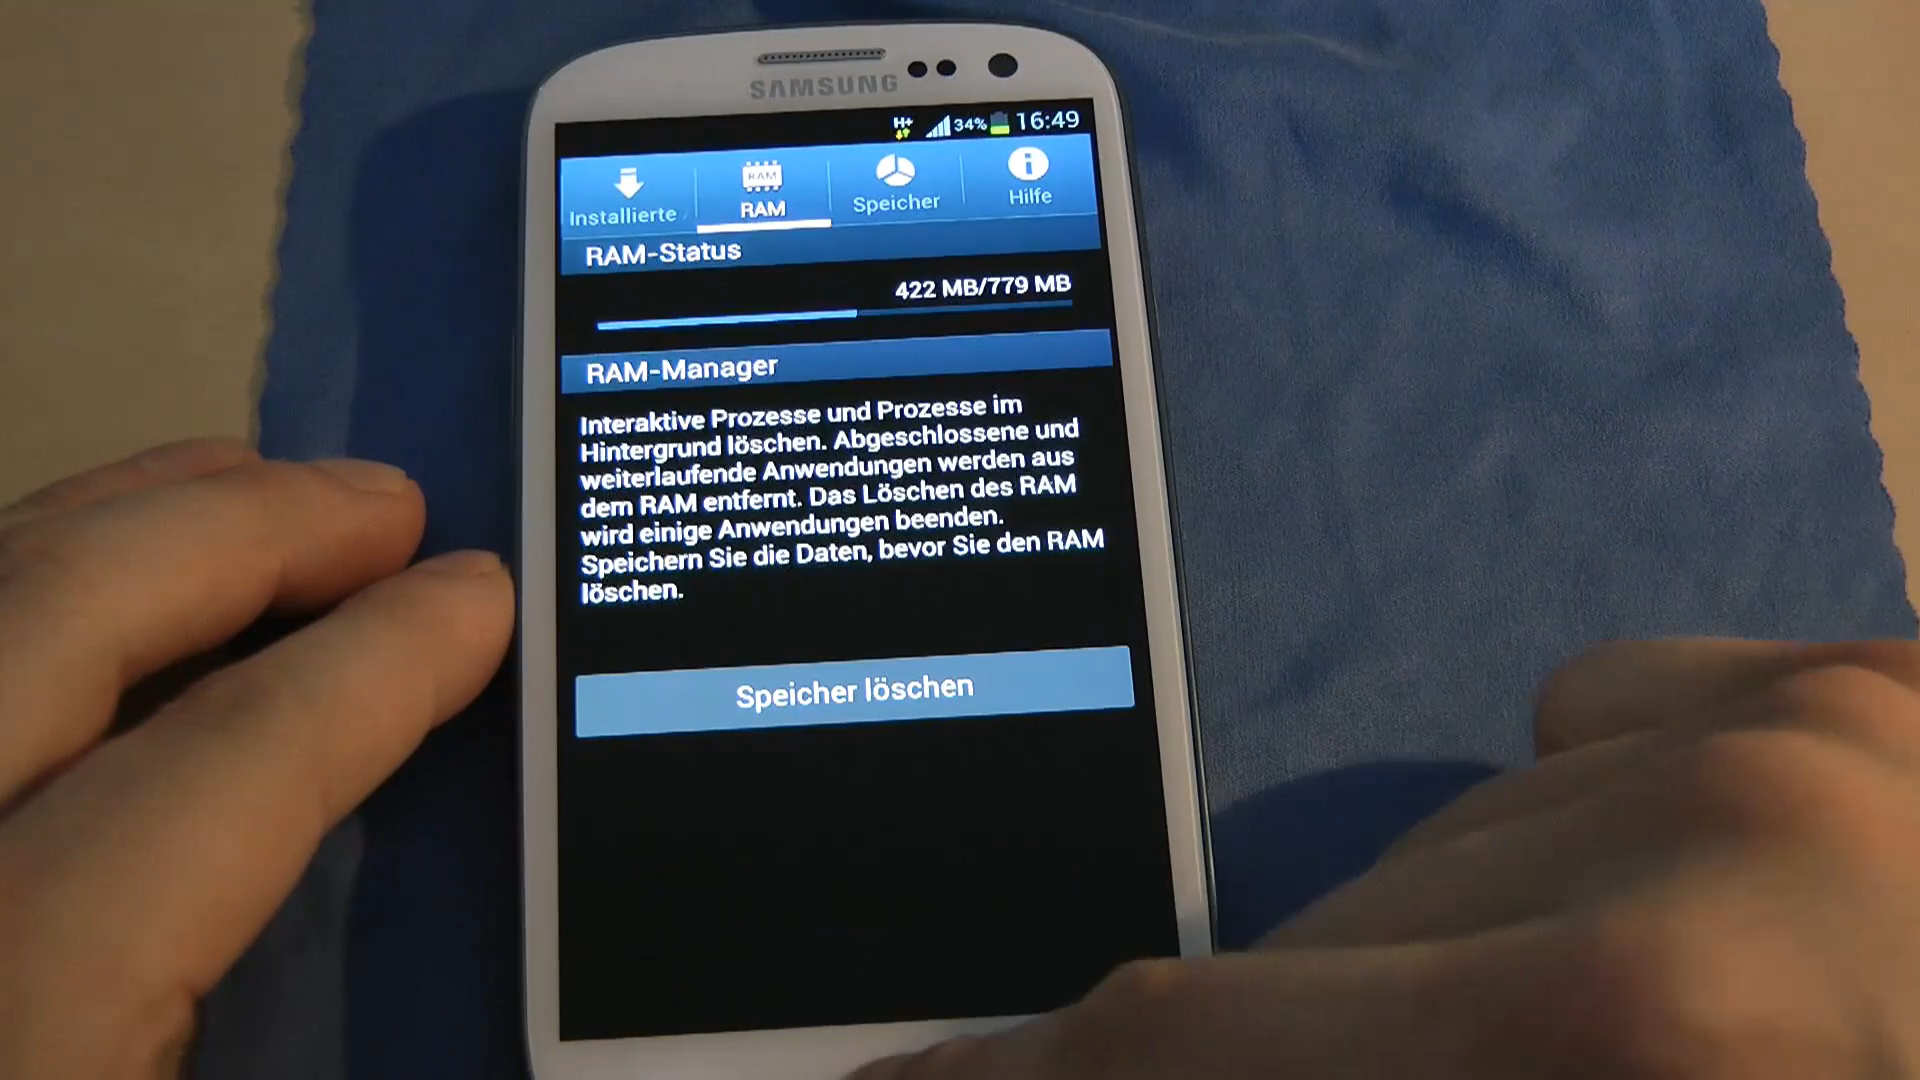 SAMSUNG
H+ 34% 16:49
Installierte RAM Speicher Hilfe
RAM
RAM-Status
422 MB/779 MB
RAM-Manager
Interaktive Prozesse und Prozesse im
Hintergrund löschen. Abgeschlossene und
weiterlaufende Anwendungen werden aus
dem RAM entfernt. Das Löschen des RAM
wird einige Anwendungen beenden.
Speichern Sie die Daten, bevor Sie den RAM
löschen.
Speicher löschen